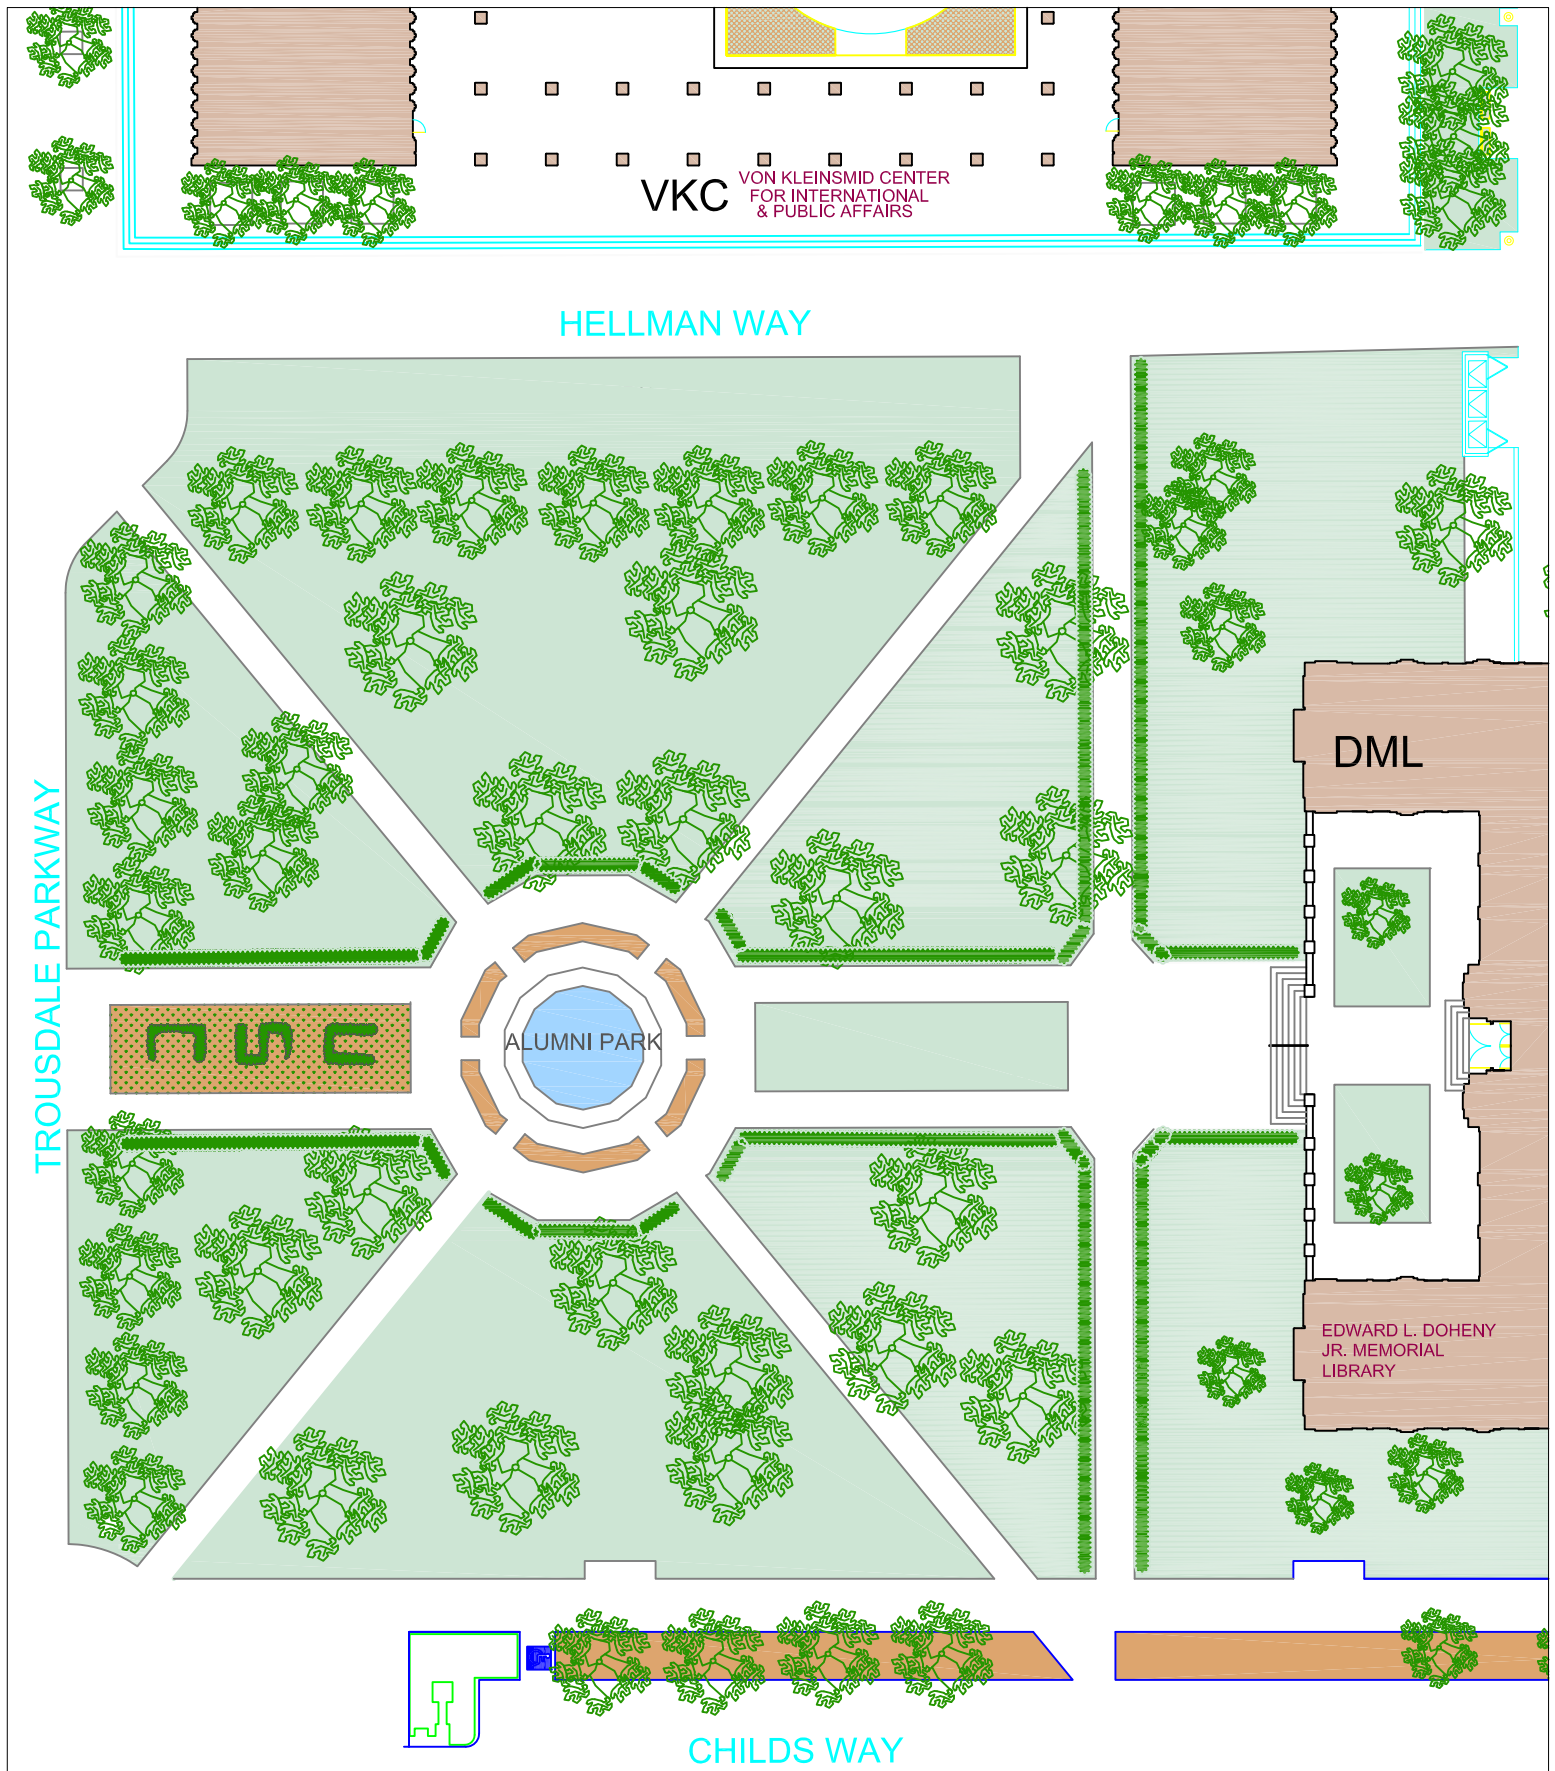 VKC
VON KLEINSMID CENTER
FOR INTERNATIONAL
& PUBLIC AFFAIRS
HELLMAN WAY
TROUSDALE PARKWAY
DML
USC
ALUMNI PARK
EDWARD L. DOHENY
JR. MEMORIAL
LIBRARY
CHILDS WAY